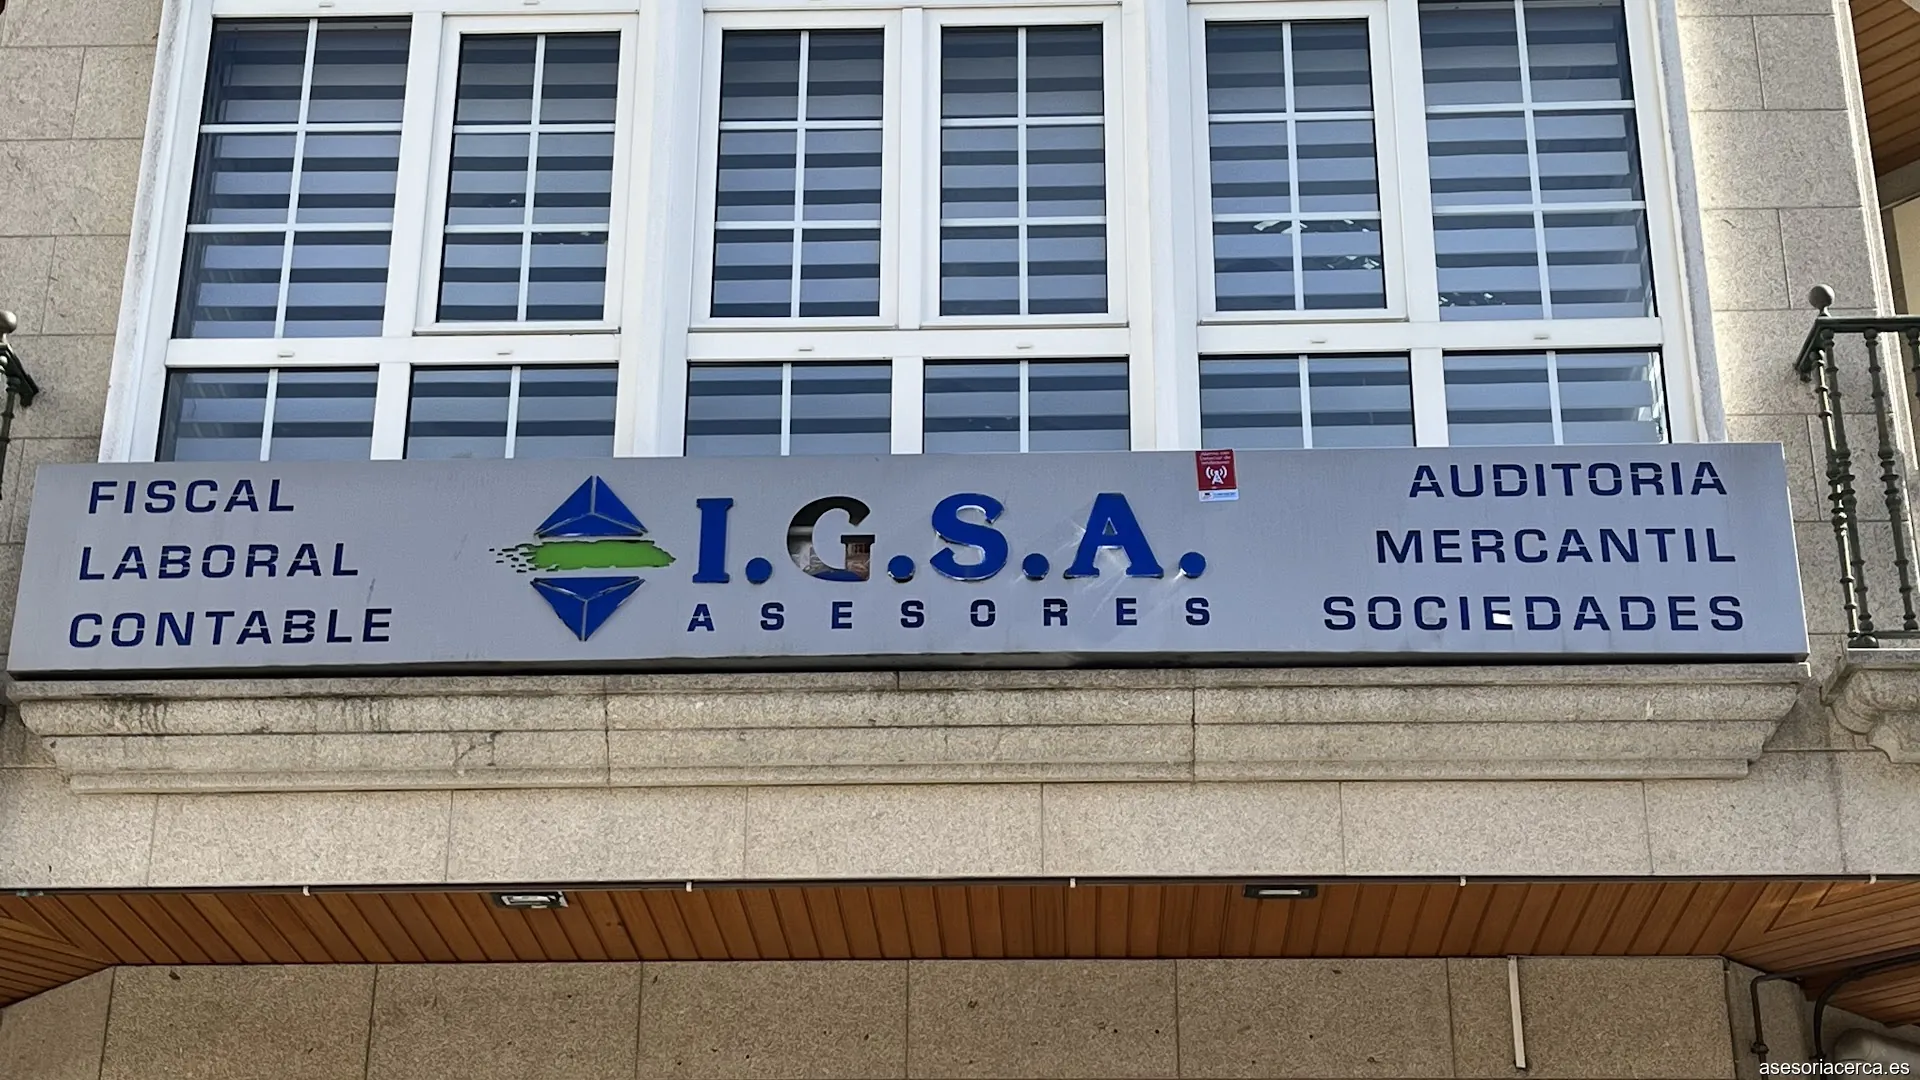 FISCAL
LABORAL
CONTABLE
I.G.S.A.
ASESORES
AUDITORIA
MERCANTIL
SOCIEDADES
asesoriacerca.es